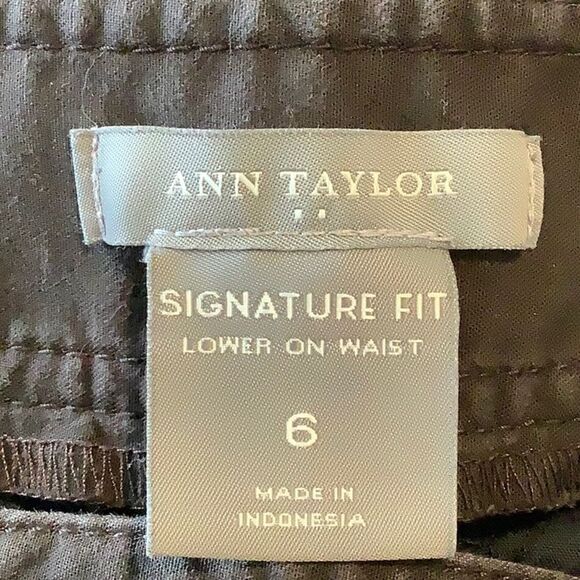 ANN TAYLOR
SIGNATURE FIT
LOWER ON WAIST
6
MADE IN
INDONESIA